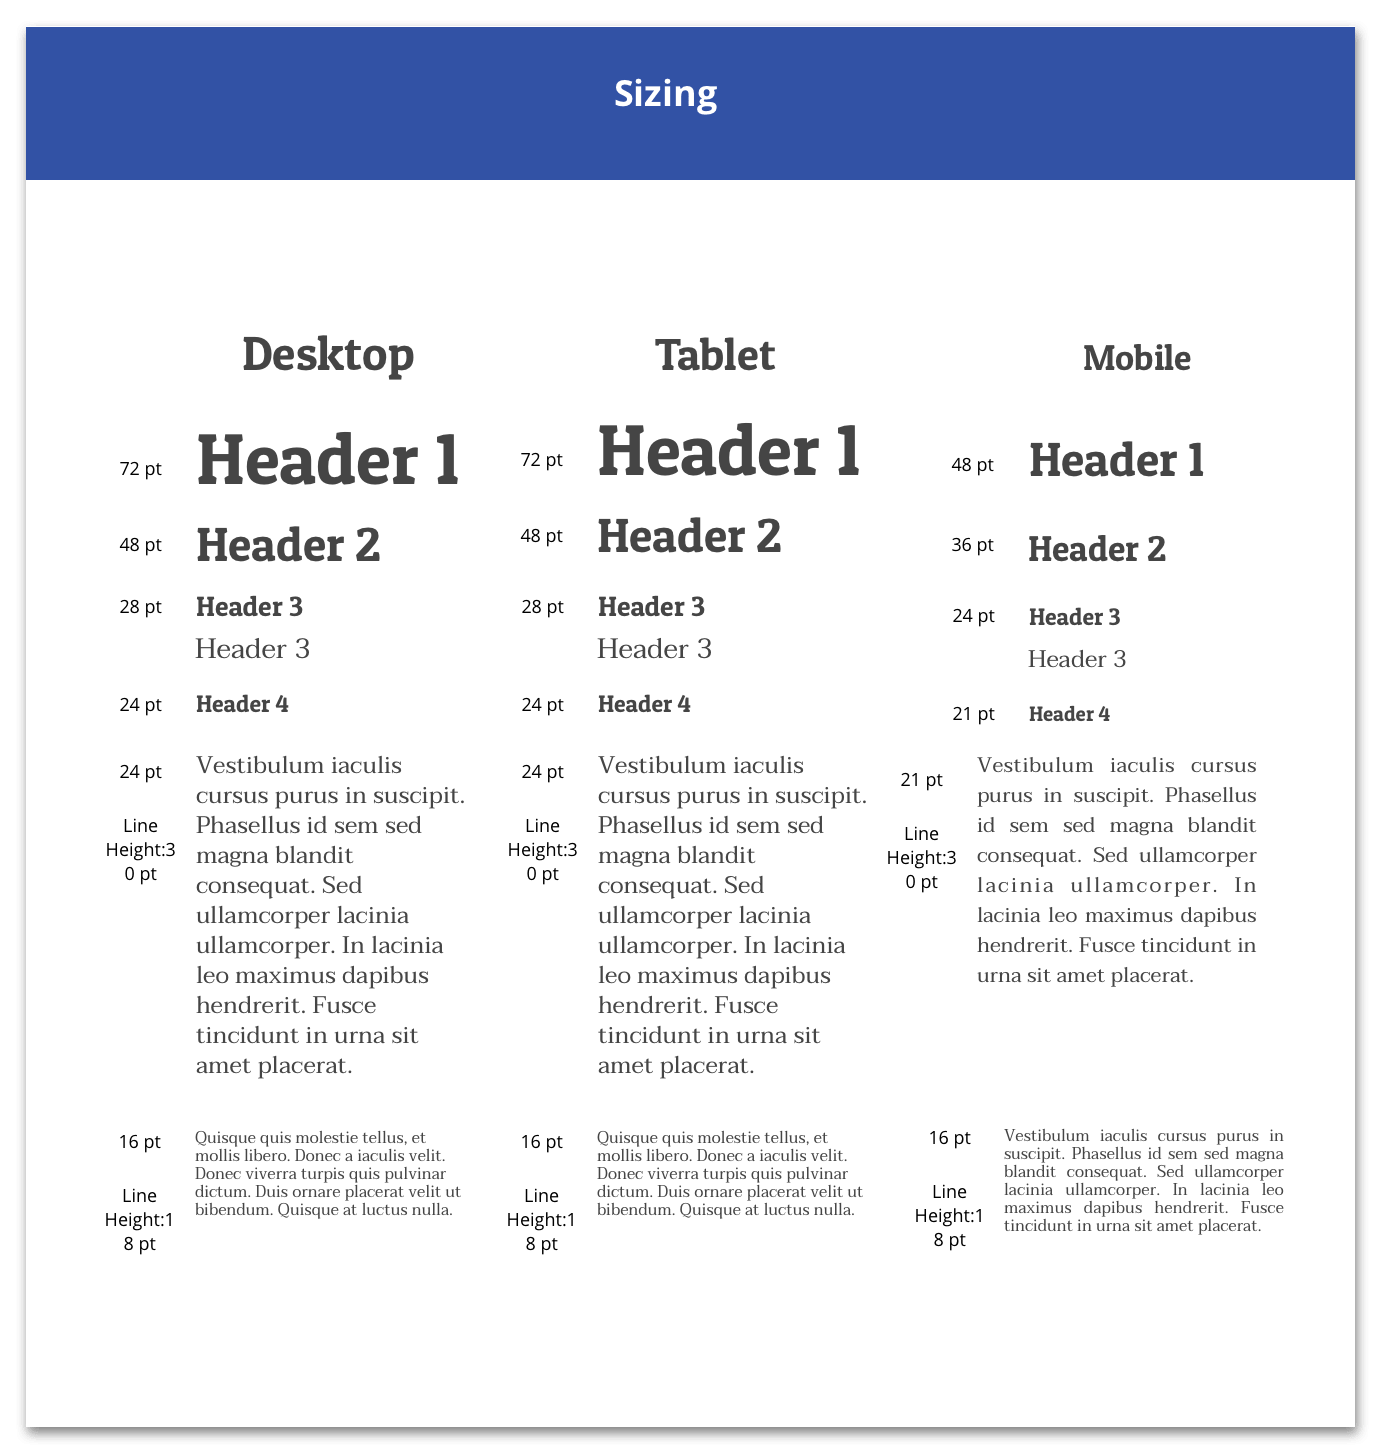 Sizing
Desktop
72 pt
Header 1
48 pt
Header 2
28 pt
Header 3
Header 3
24 pt
Header 4
24 pt
Line
Height:3
0 pt
Vestibulum iaculis
cursus purus in suscipit.
Phasellus id sem sed
magna blandit
consequat. Sed
ullamcorper lacinia
ullamcorper. In lacinia
leo maximus dapibus
hendrerit. Fusce
tincidunt in urna sit
amet placerat.
16 pt
Line
Height:1
8 pt
Quisque quis molestie tellus, et
mollis libero. Donec a iaculis velit.
Donec viverra turpis quis pulvinar
dictum. Duis ornare placerat velit ut
bibendum. Quisque at luctus nulla.
Tablet
72 pt
Header 1
48 pt
Header 2
28 pt
Header 3
Header 3
24 pt
Header 4
24 pt
Line
Height:3
0 pt
Vestibulum iaculis
cursus purus in suscipit.
Phasellus id sem sed
magna blandit
consequat. Sed
ullamcorper lacinia
ullamcorper. In lacinia
leo maximus dapibus
hendrerit. Fusce
tincidunt in urna sit
amet placerat.
16 pt
Line
Height:1
8 pt
Quisque quis molestie tellus, et
mollis libero. Donec a iaculis velit.
Donec viverra turpis quis pulvinar
dictum. Duis ornare placerat velit ut
bibendum. Quisque at luctus nulla.
Mobile
48 pt
Header 1
36 pt
Header 2
24 pt
Header 3
Header 3
21 pt
Header 4
21 pt
Line
Height:3
0 pt
Vestibulum iaculis cursus
purus in suscipit. Phasellus
id sem sed magna blandit
consequat. Sed ullamcorper
lacinia ullamcorper. In
lacinia leo maximus dapibus
hendrerit. Fusce tincidunt in
urna sit amet placerat.
16 pt
Line
Height:1
8 pt
Vestibulum iaculis cursus purus in
suscipit. Phasellus id sem sed magna
blandit consequat. Sed ullamcorper
lacinia ullamcorper. In lacinia leo
maximus dapibus hendrerit. Fusce
tincidunt in urna sit amet placerat.